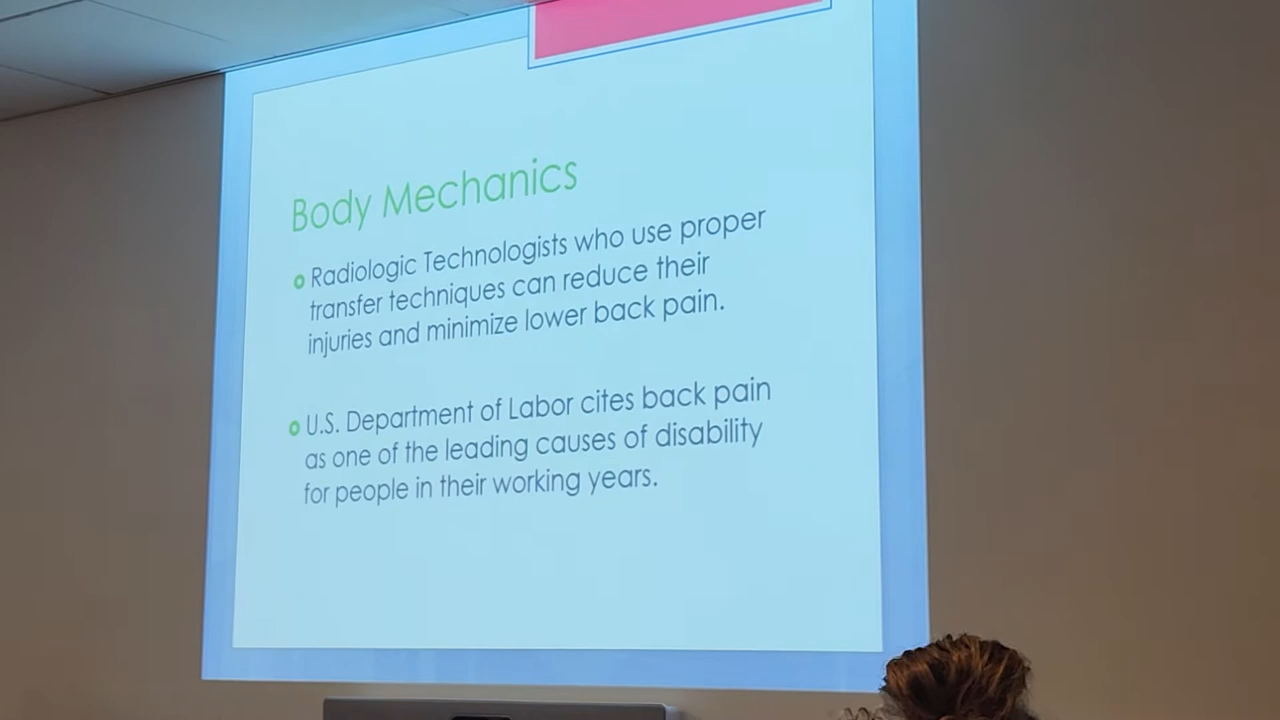 Body Mechanics
Radiologic Technologists who use proper
transfer techniques can reduce their
injuries and minimize lower back pain.
U.S. Department of Labor cites back pain
as one of the leading causes of disability
for people in their working years.